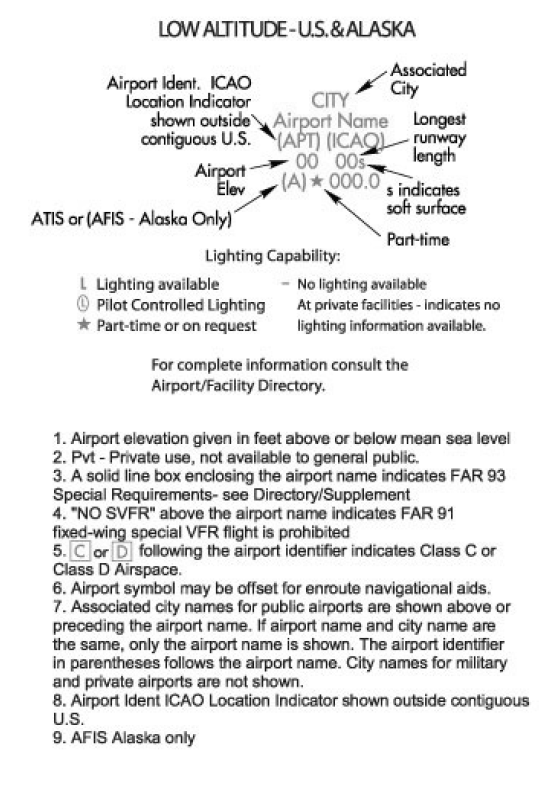 LOW ALTITUDE - U.S. & ALASKA
Airport Ident. ICAO
Location Indicator
shown outside
contiguous U.S.
Associated
City
CITY
Airport Name
(APT) (ICAO)
00 00s
(A) ★ 000.0
Longest
runway
length
Airport
Elev
s indicates
soft surface
ATIS or (AFIS - Alaska Only)
Part-time
Lighting Capability:
L Lighting available
Ⓛ Pilot Controlled Lighting
★ Part-time or on request
– No lighting available
At private facilities - indicates no
lighting information available.
For complete information consult the
Airport/Facility Directory.
1. Airport elevation given in feet above or below mean sea level
2. Pvt - Private use, not available to general public.
3. A solid line box enclosing the airport name indicates FAR 93
Special Requirements- see Directory/Supplement
4. "NO SVFR" above the airport name indicates FAR 91
fixed-wing special VFR flight is prohibited
5. C or D following the airport identifier indicates Class C or
Class D Airspace.
6. Airport symbol may be offset for enroute navigational aids.
7. Associated city names for public airports are shown above or
preceding the airport name. If airport name and city name are
the same, only the airport name is shown. The airport identifier
in parentheses follows the airport name. City names for military
and private airports are not shown.
8. Airport Ident ICAO Location Indicator shown outside contiguous
U.S.
9. AFIS Alaska only